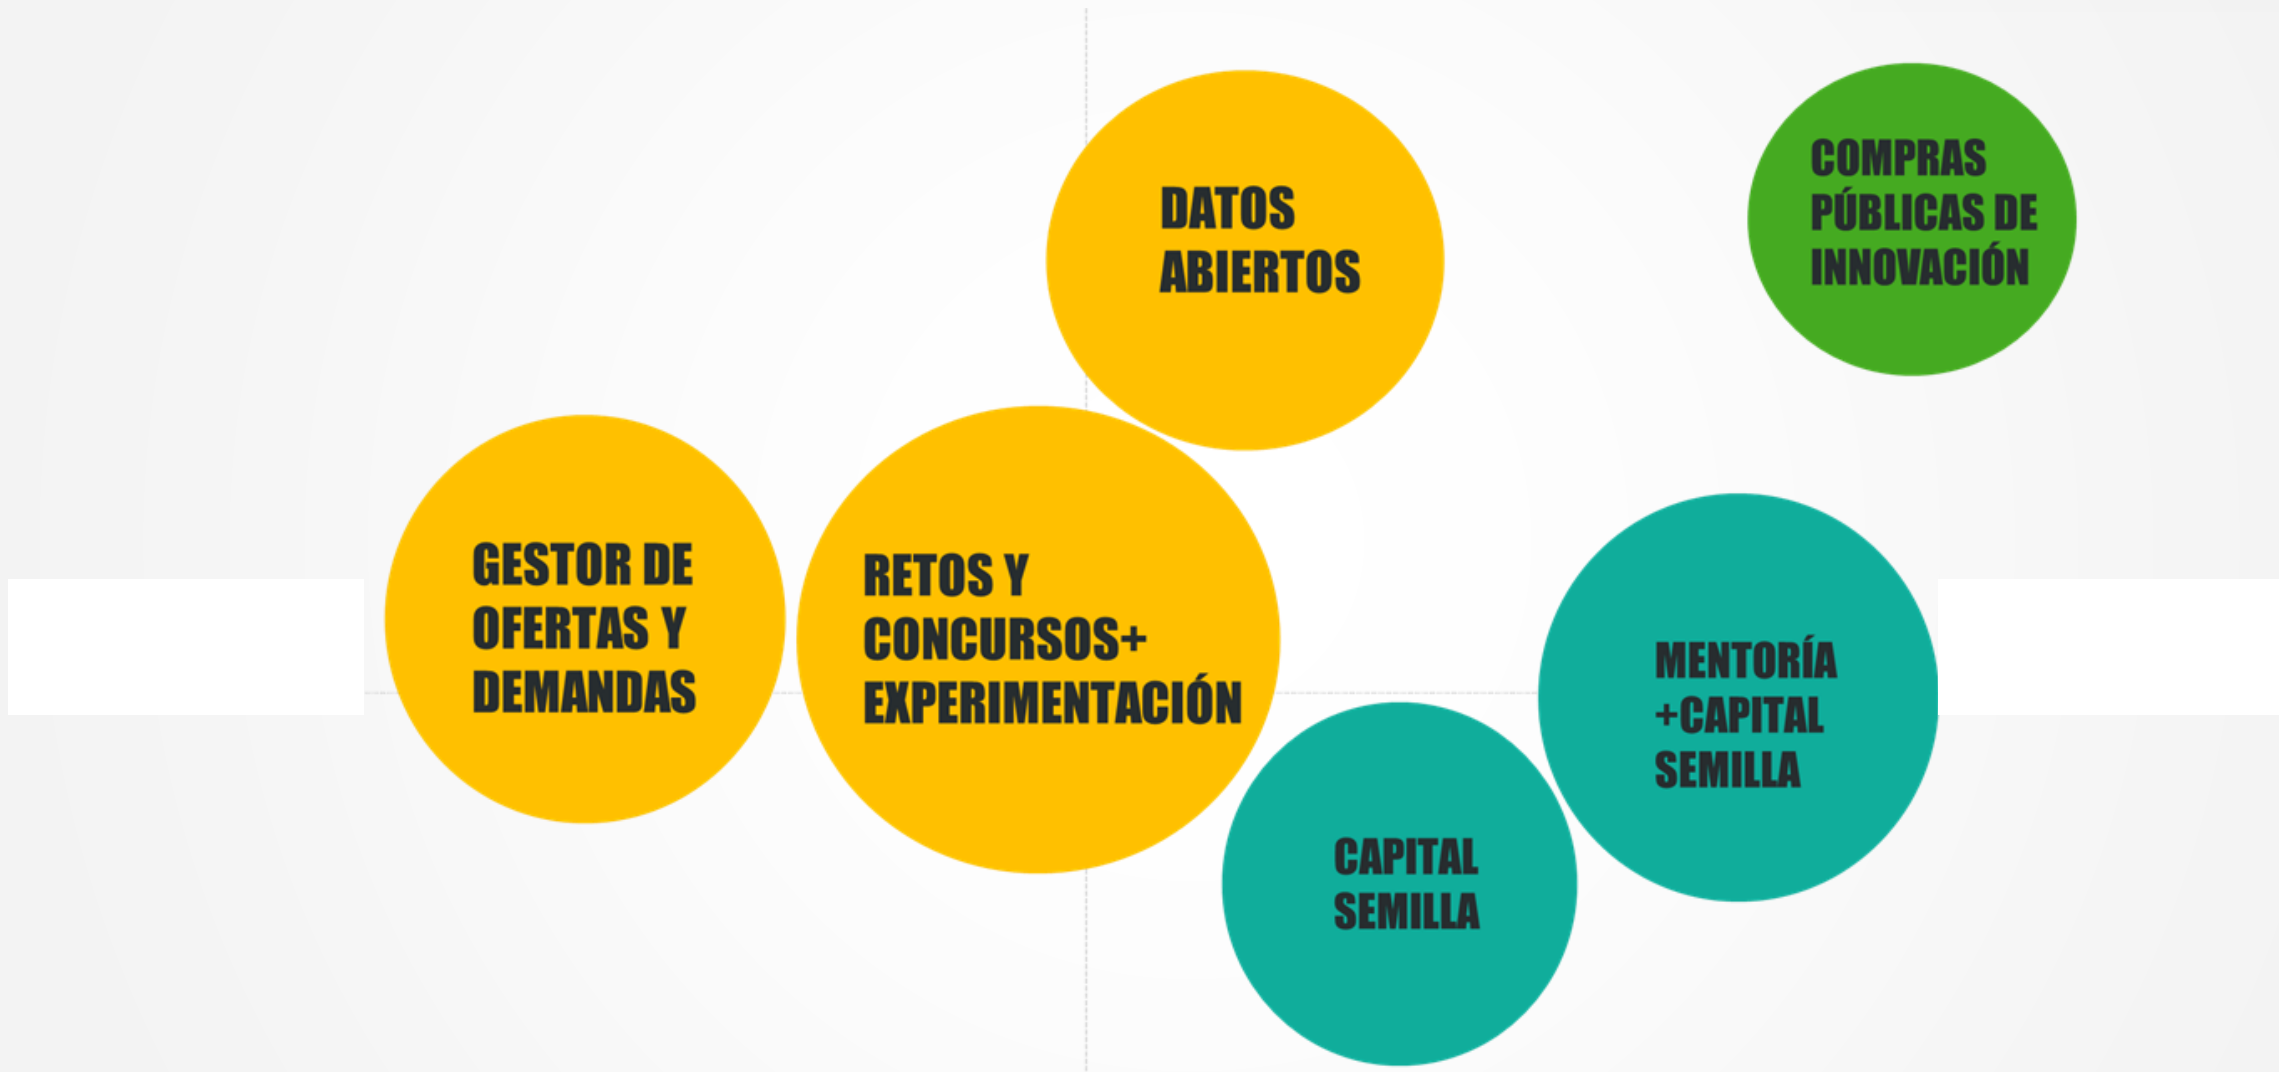 DATOS
ABIERTOS
COMPRAS
PÚBLICAS DE
INNOVACIÓN
GESTOR DE
OFERTAS Y
DEMANDAS
RETOS Y
CONCURSOS+
EXPERIMENTACIÓN
MENTORÍA
+CAPITAL
SEMILLA
CAPITAL
SEMILLA